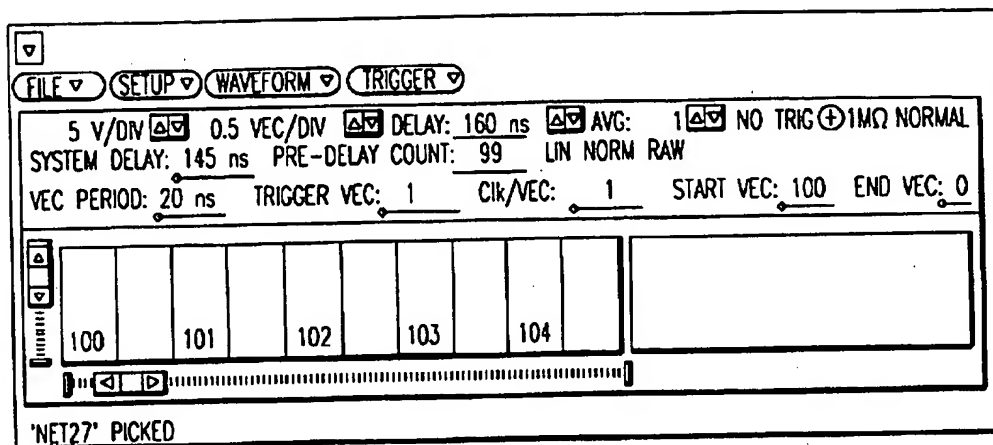 FILE SETUP WAVEFORM TRIGGER
5 V/DIV 0.5 VEC/DIV DELAY: 160 ns AVG: 1 NO TRIG 1MΩ NORMAL
SYSTEM DELAY: 145 ns PRE-DELAY COUNT: 99 LIN NORM RAW
VEC PERIOD: 20 ns TRIGGER VEC: 1 Clk/VEC: 1 START VEC: 100 END VEC: 0
100 101 102 103 104
"NET27" PICKED